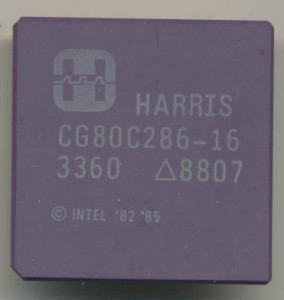 HARRIS
CG80C286-16
3360 △8807
© INTEL '82 '85